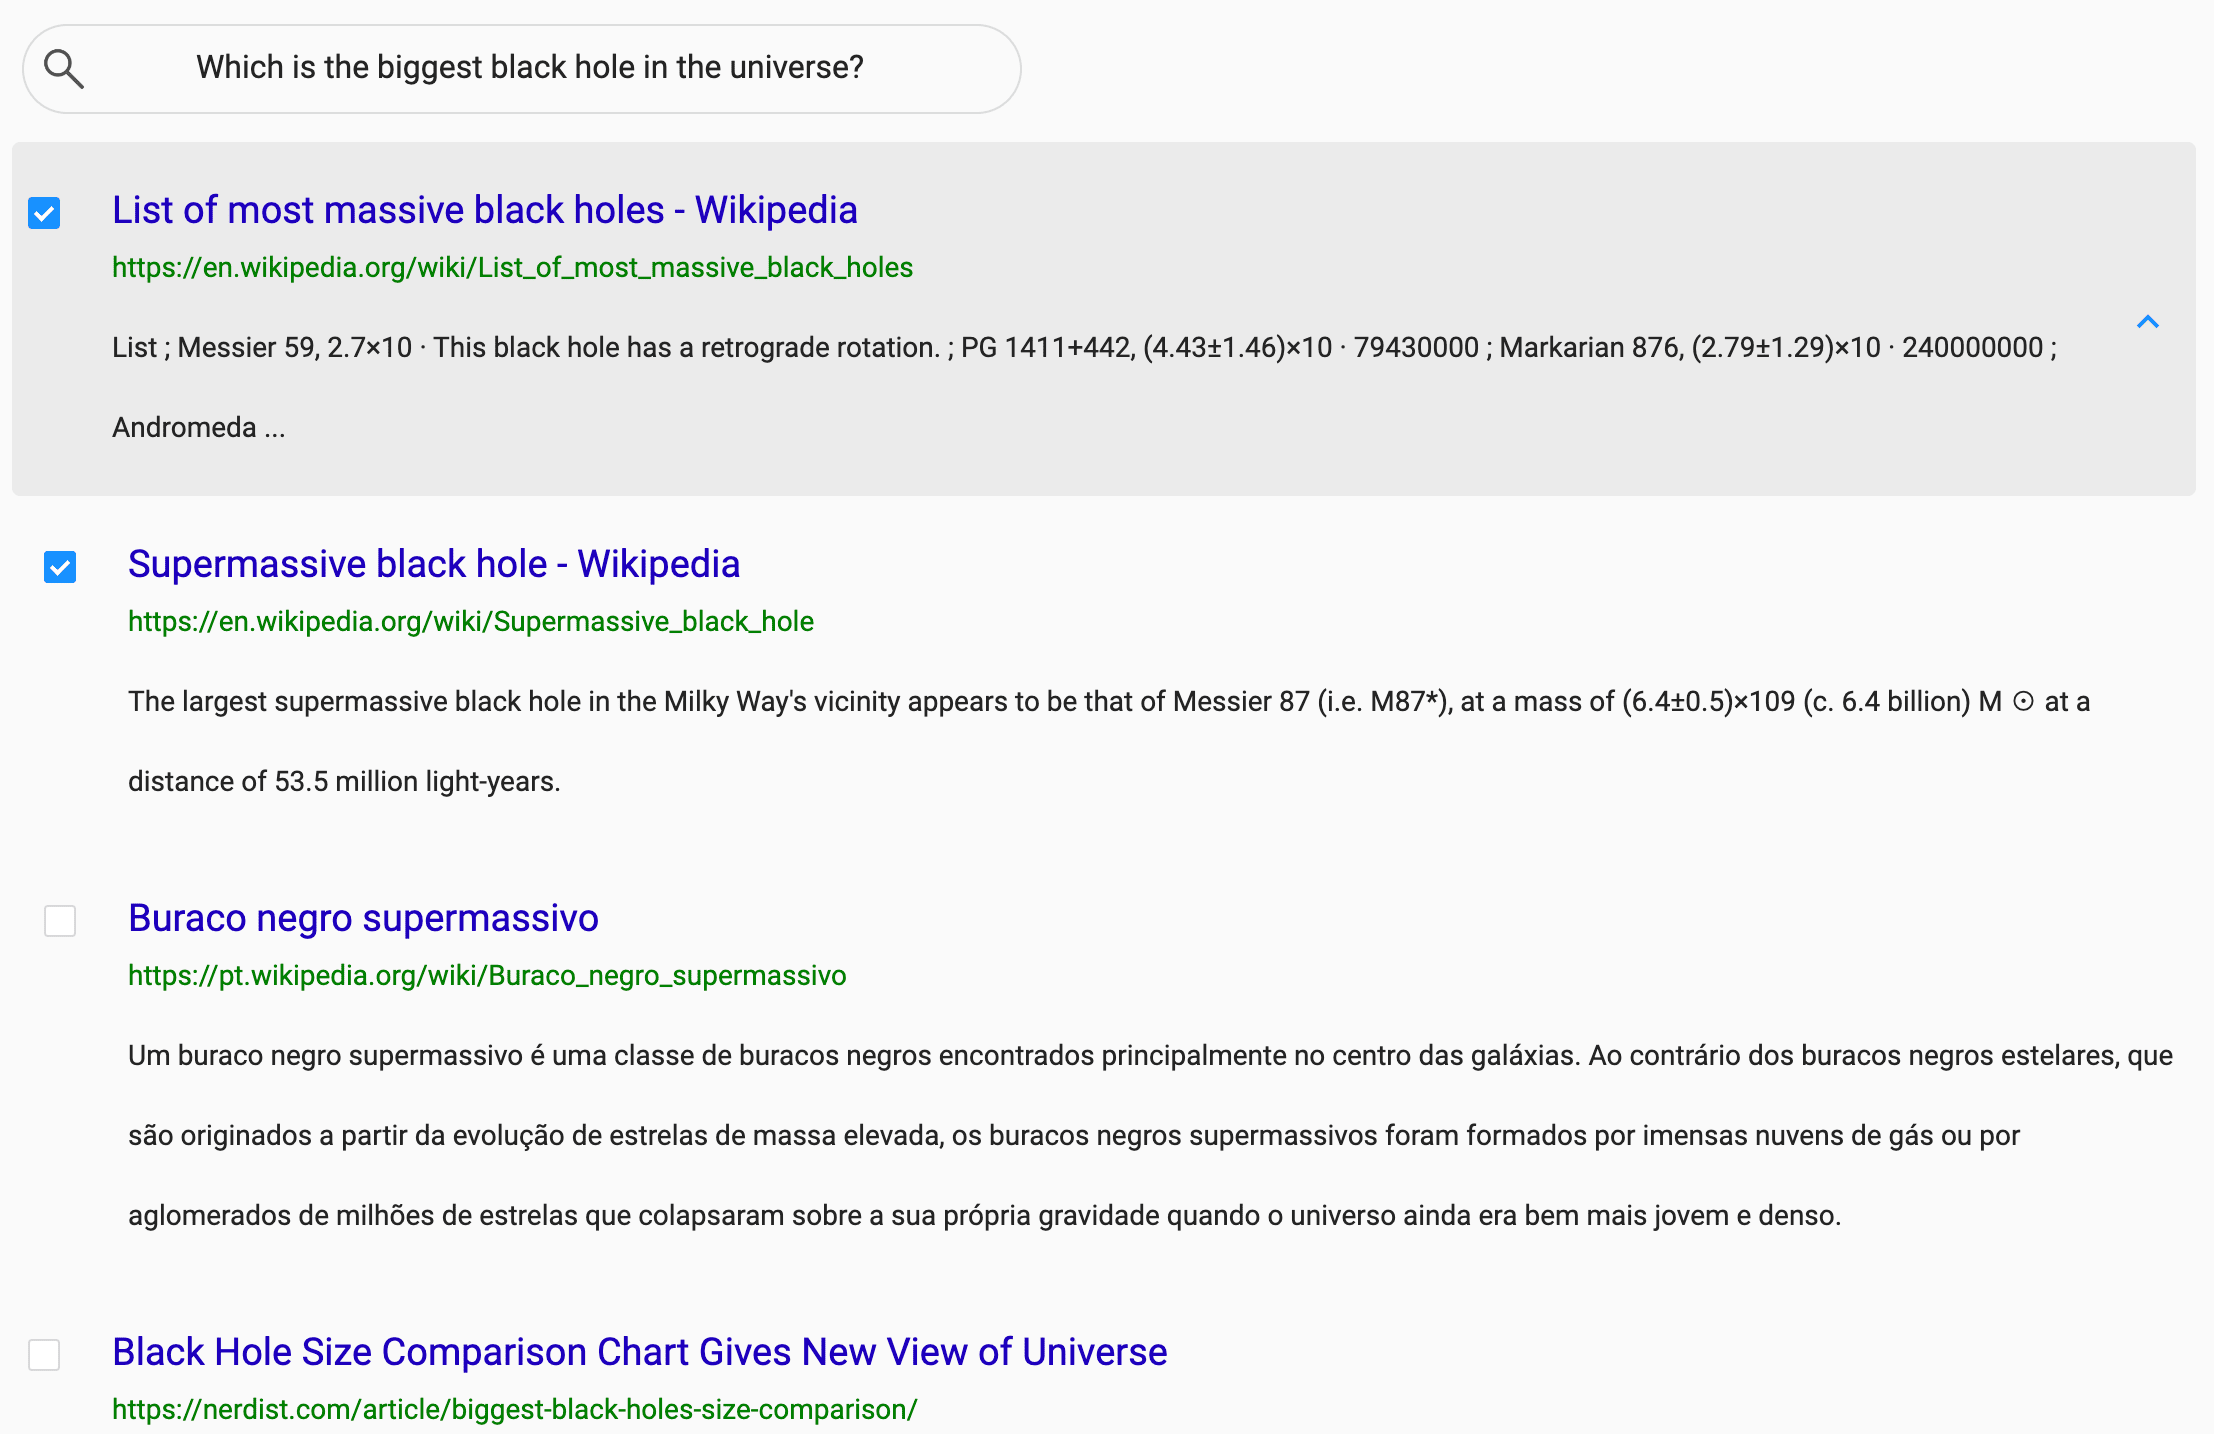 Which is the biggest black hole in the universe?
List of most massive black holes - Wikipedia
https://en.wikipedia.org/wiki/List_of_most_massive_black_holes
List ; Messier 59, 2.7×10 · This black hole has a retrograde rotation. ; PG 1411+442, (4.43±1.46)×10 · 79430000 ; Markarian 876, (2.79±1.29)×10 · 240000000 ;
Andromeda ...
Supermassive black hole - Wikipedia
https://en.wikipedia.org/wiki/Supermassive_black_hole
The largest supermassive black hole in the Milky Way's vicinity appears to be that of Messier 87 (i.e. M87*), at a mass of (6.4±0.5)×109 (c. 6.4 billion) M ☉ at a
distance of 53.5 million light-years.
Buraco negro supermassivo
https://pt.wikipedia.org/wiki/Buraco_negro_supermassivo
Um buraco negro supermassivo é uma classe de buracos negros encontrados principalmente no centro das galáxias. Ao contrário dos buracos negros estelares, que
são originados a partir da evolução de estrelas de massa elevada, os buracos negros supermassivos foram formados por imensas nuvens de gás ou por
aglomerados de milhões de estrelas que colapsaram sobre a sua própria gravidade quando o universo ainda era bem mais jovem e denso.
Black Hole Size Comparison Chart Gives New View of Universe
https://nerdist.com/article/biggest-black-holes-size-comparison/